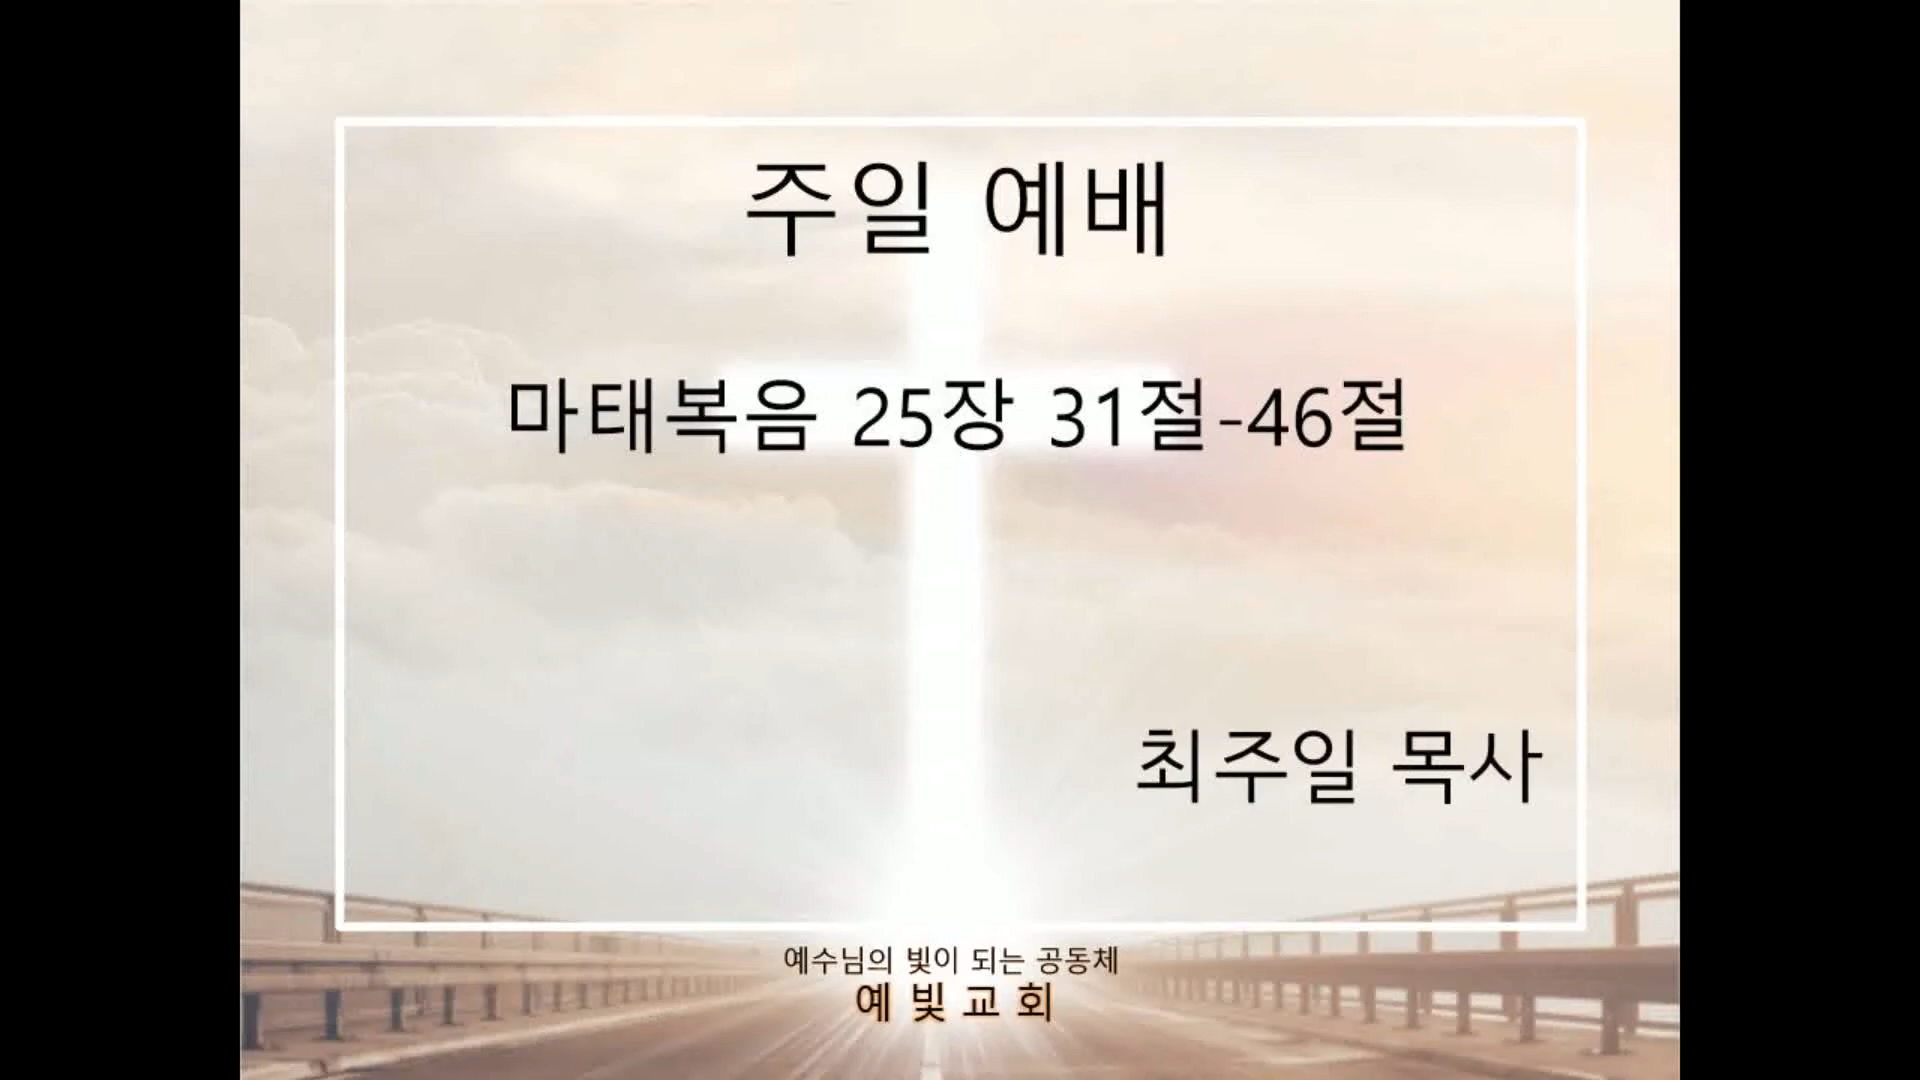 주일 예배
마태복음 25장 31절-46절
최주일 목사
예수님의 빛이 되는 공동체
예빛교회